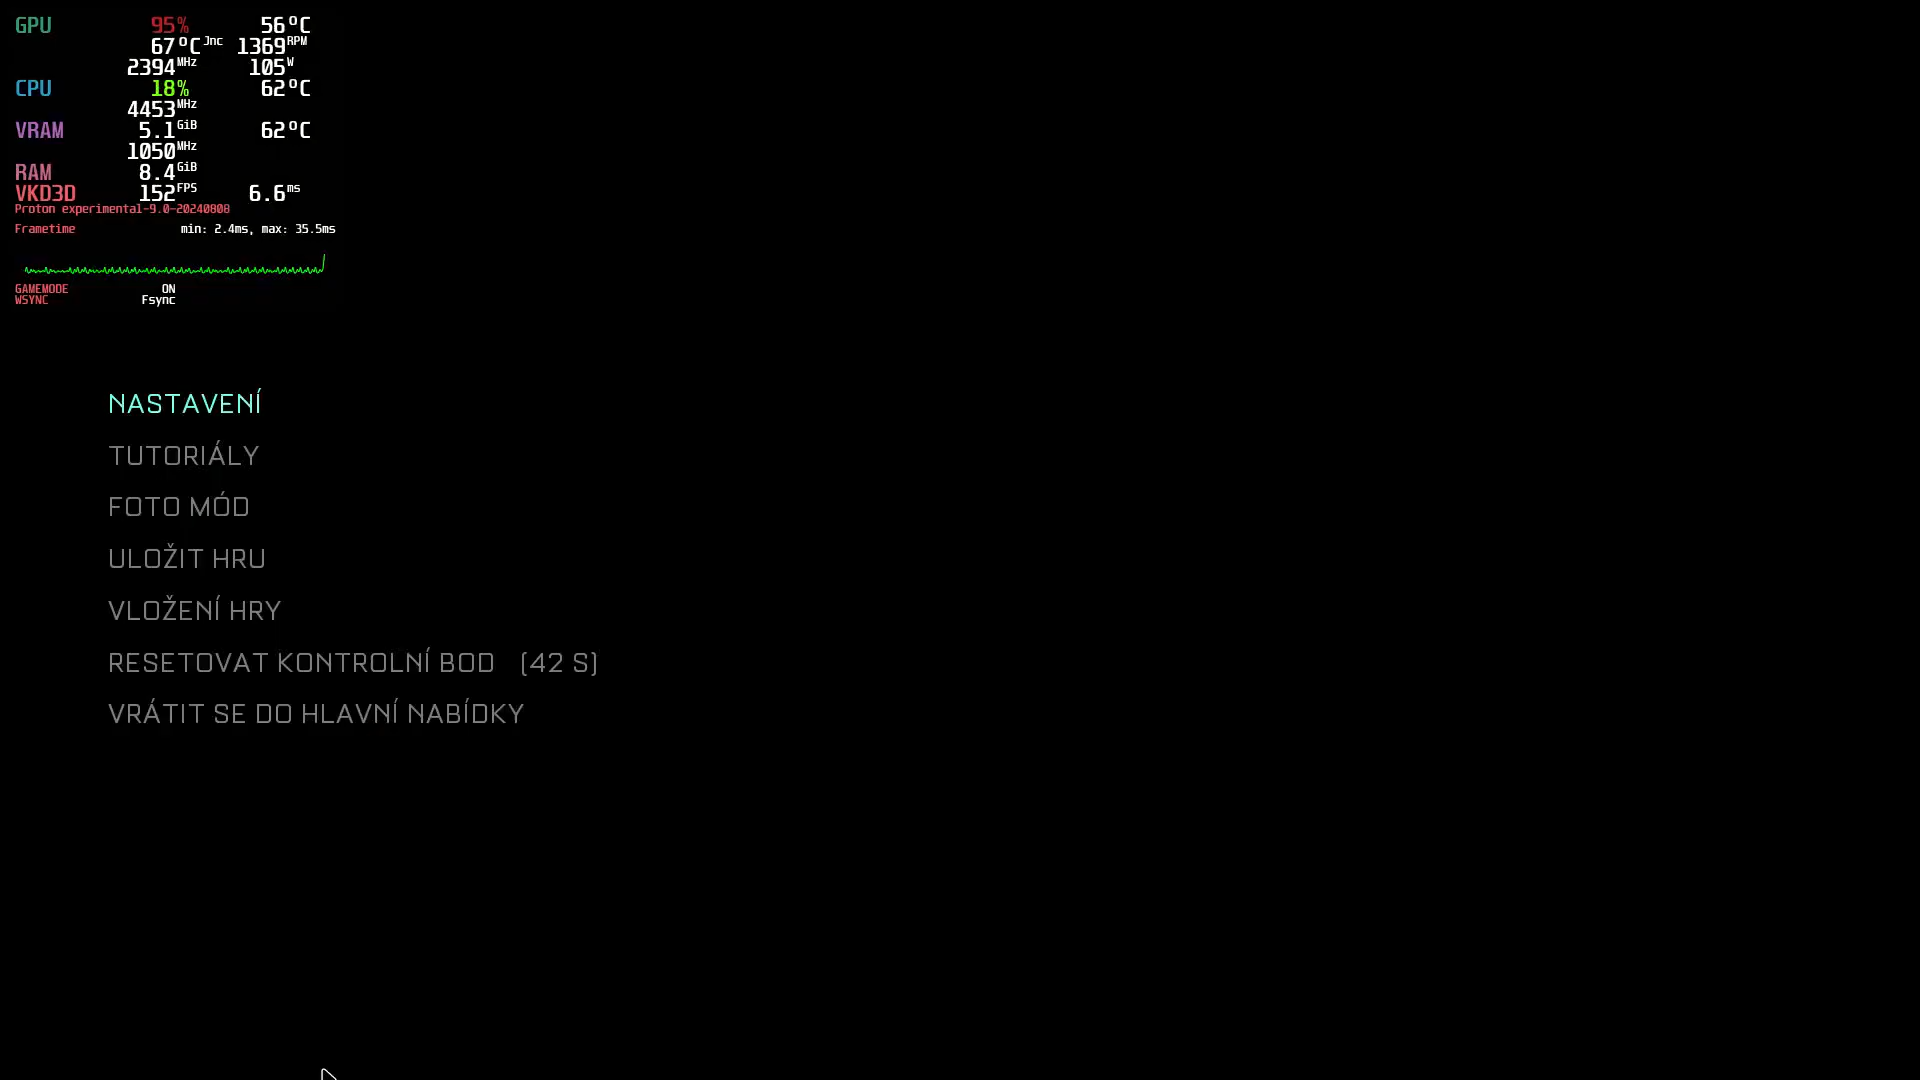 GPU 95% 56°C
67°C Jnc 1369 RPM
2394 MHz 105 W
CPU 18% 62°C
4453 MHz
VRAM 5.1 GiB 62°C
1050 MHz
RAM 8.4 GiB
VKD3D 152 FPS 6.6 ms
Proton experimental-9.0-20240808
Frametime min: 2.4ms, max: 35.5ms
GAMEMODE ON
WSYNC Fsync
NASTAVENÍ
TUTORIÁLY
FOTO MÓD
ULOŽIT HRU
VLOŽENÍ HRY
RESETOVAT KONTROLNÍ BOD (42 S)
VRÁTIT SE DO HLAVNÍ NABÍDKY